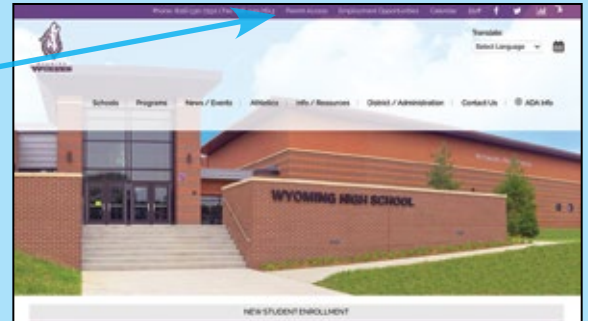 Parent Access Employment Opportunities Calendar Staff
Translate:
Select Language
WYOMING
Schools Programs News / Events Athletics Info / Resources District / Administration Contact Us ADA Info
WYOMING HIGH SCHOOL
NEW STUDENT ENROLLMENT